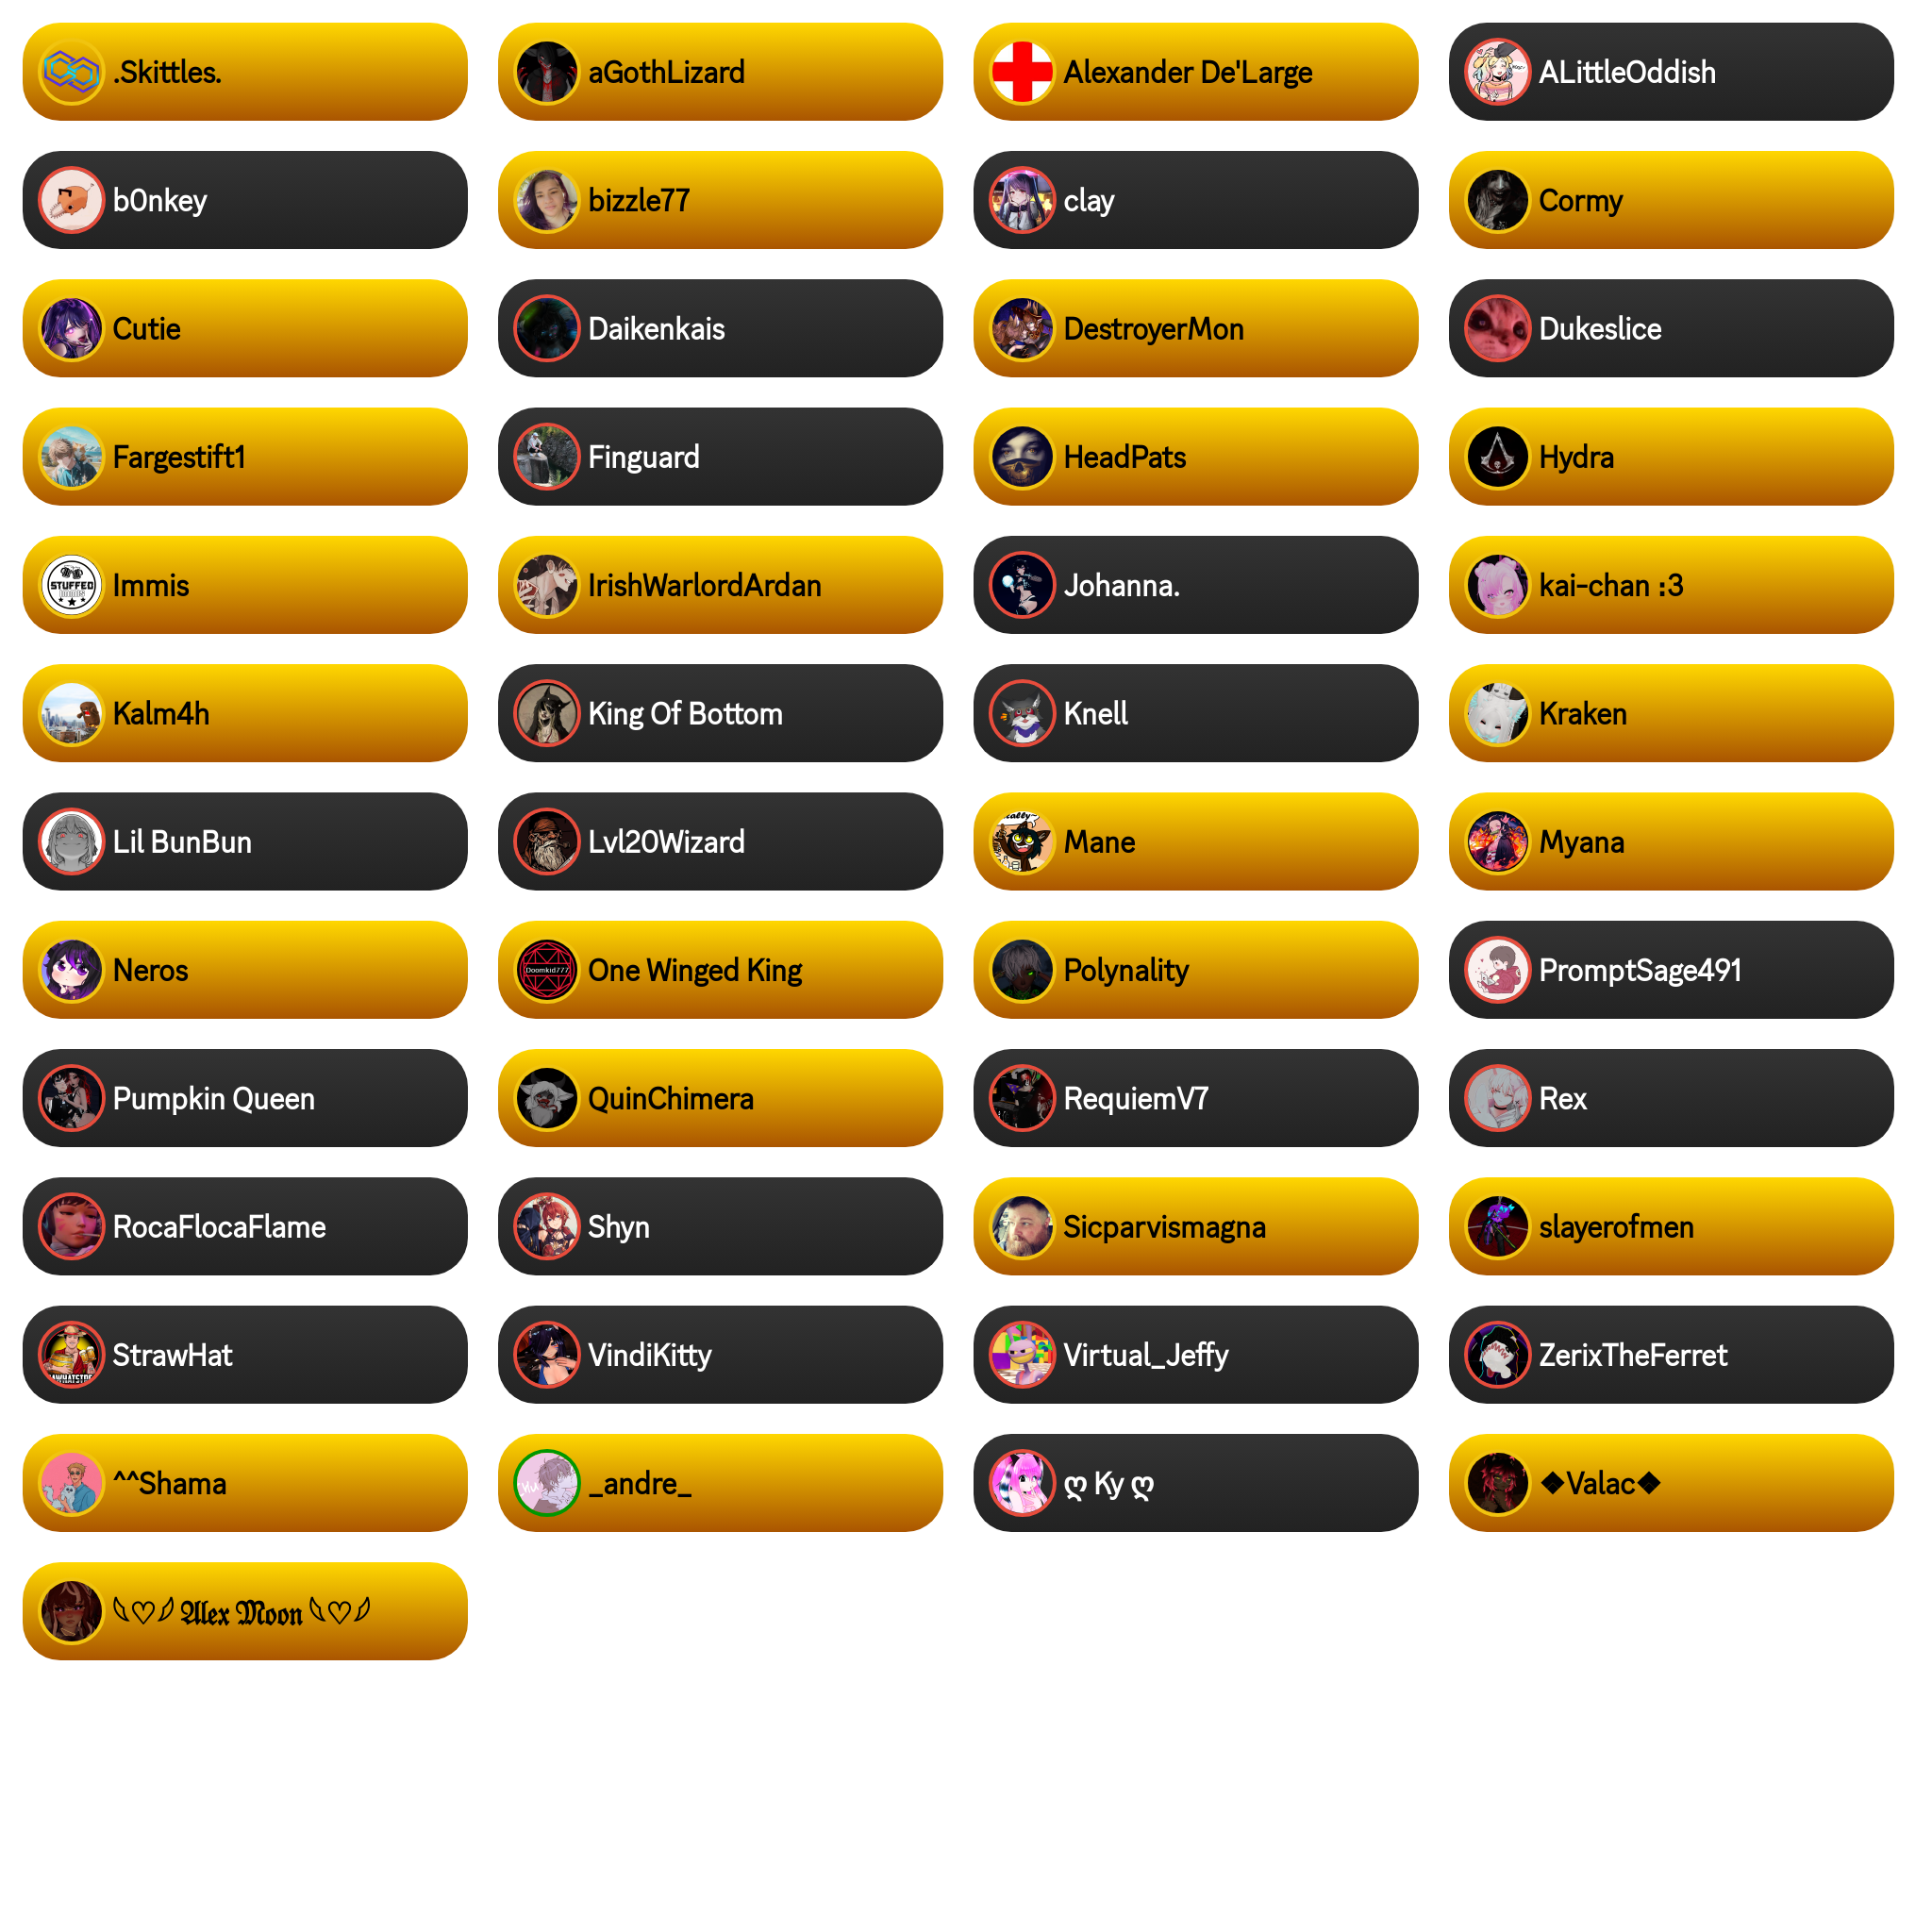 .Skittles.
aGothLizard
Alexander De'Large
ALittleOddish
b0nkey
bizzle77
clay
Cormy
Cutie
Daikenkais
DestroyerMon
Dukeslice
Fargestift1
Finguard
HeadPats
Hydra
STUFFED
Immis
IrishWarlordArdan
Johanna.
kai-chan :3
Kalm4h
King Of Bottom
Knell
Kraken
Lil BunBun
Lvl20Wizard
Mane
Myana
Neros
Doomkid777
One Winged King
Polynality
PromptSage491
Pumpkin Queen
QuinChimera
RequiemV7
Rex
RocaFlocaFlame
Shyn
Sicparvismagna
slayerofmen
StrawHat
VindiKitty
Virtual_Jeffy
ZerixTheFerret
^^Shama
_andre_
ღ Ky ღ
❖Valac❖
𓆩♡𓆪 𝕬𝖑𝖊𝖝 𝕸𝖔𝖔𝖓 𓆩♡𓆪